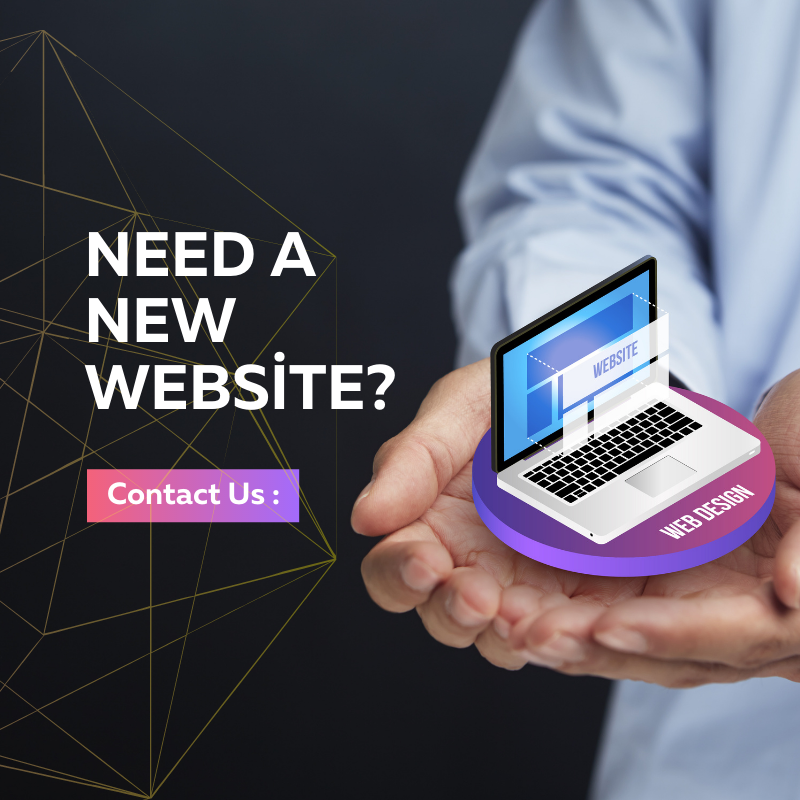 NEED A
NEW
WEBSİTE?
Contact Us :
WEBSITE
WEB DESIGN